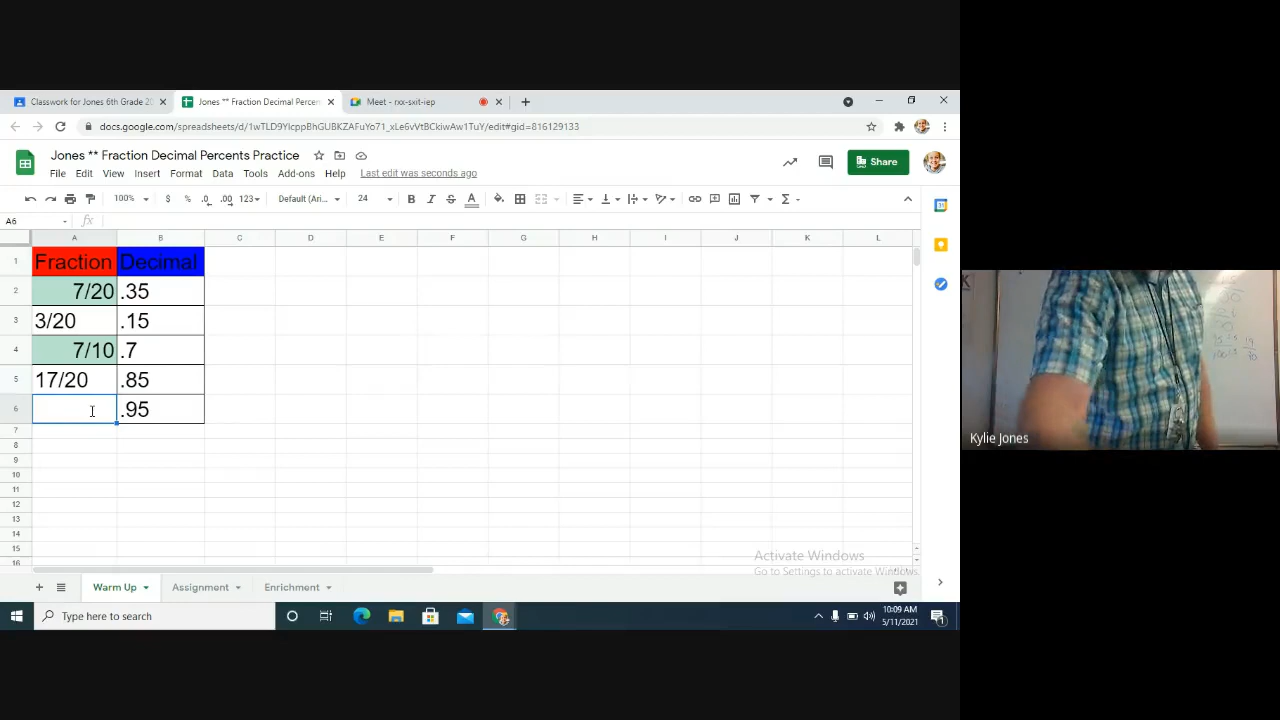 Classwork for Jones 6th Grade 20
Jones ** Fraction Decimal Percen
Meet - rxx-sxit-iep
docs.google.com/spreadsheets/d/1wTLD9YicppBhGUBKZAFuYo71_xLe6vVtBCkiwAw1TuY/edit#gid=816129133
Jones ** Fraction Decimal Percents Practice
Share
File Edit View Insert Format Data Tools Add-ons Help Last edit was seconds ago
100% $ % .0 .00 123 Default (Ari... 24 B I S A
A6 fx
A B C D E F G H I J K L
1 Fraction Decimal
2 7/20 .35
3 3/20 .15
4 7/10 .7
5 17/20 .85
6 .95
7
8
9
10
11
12
13
14
15
16
Kylie Jones
Activate Windows
Go to Settings to activate Windows.
Warm Up Assignment Enrichment
Type here to search
10:09 AM
5/11/2021